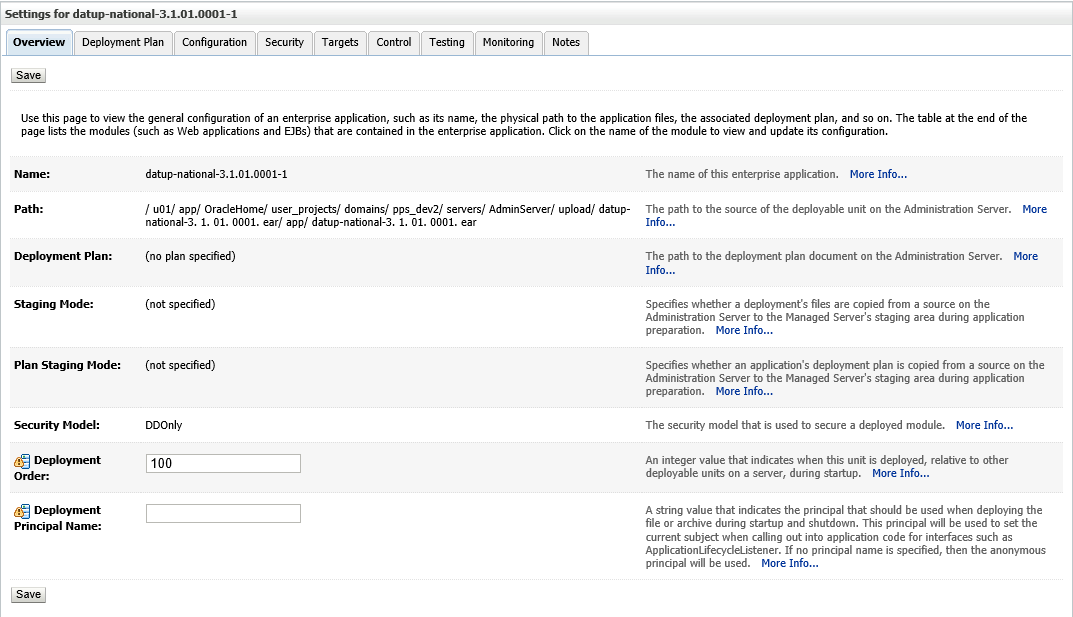 Settings for datup-national-3.1.01.0001-1
Overview Deployment Plan Configuration Security Targets Control Testing Monitoring Notes
Save
Use this page to view the general configuration of an enterprise application, such as its name, the physical path to the application files, the associated deployment plan, and so on. The table at the end of the
page lists the modules (such as Web applications and EJBs) that are contained in the enterprise application. Click on the name of the module to view and update its configuration.
Name: datup-national-3.1.01.0001-1 The name of this enterprise application. More Info...
Path: / u01/ app/ OracleHome/ user_projects/ domains/ pps_dev2/ servers/ AdminServer/ upload/ datup- The path to the source of the deployable unit on the Administration Server. More
national-3. 1. 01. 0001. ear/ app/ datup-national-3. 1. 01. 0001. ear Info...
Deployment Plan: (no plan specified) The path to the deployment plan document on the Administration Server. More
Info...
Staging Mode: (not specified) Specifies whether a deployment's files are copied from a source on the
Administration Server to the Managed Server's staging area during application
preparation. More Info...
Plan Staging Mode: (not specified) Specifies whether an application's deployment plan is copied from a source on the
Administration Server to the Managed Server's staging area during application
preparation. More Info...
Security Model: DDOnly The security model that is used to secure a deployed module. More Info...
Deployment 100 An integer value that indicates when this unit is deployed, relative to other
Order: deployable units on a server, during startup. More Info...
Deployment A string value that indicates the principal that should be used when deploying the
Principal Name: file or archive during startup and shutdown. This principal will be used to set the
current subject when calling out into application code for interfaces such as
ApplicationLifecycleListener. If no principal name is specified, then the anonymous
principal will be used. More Info...
Save